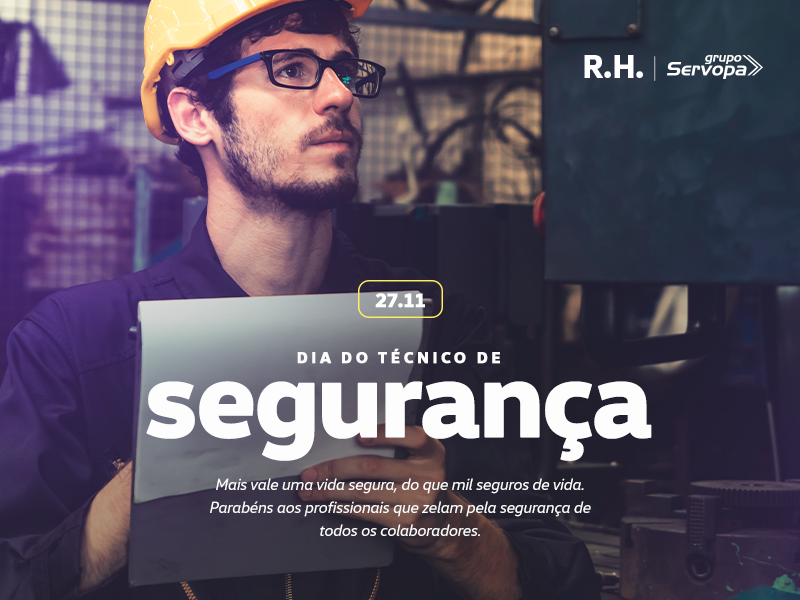 R.H. | grupo Servopa
27.11
DIA DO TÉCNICO DE
segurança
Mais vale uma vida segura, do que mil seguros de vida.
Parabéns aos profissionais que zelam pela segurança de
todos os colaboradores.